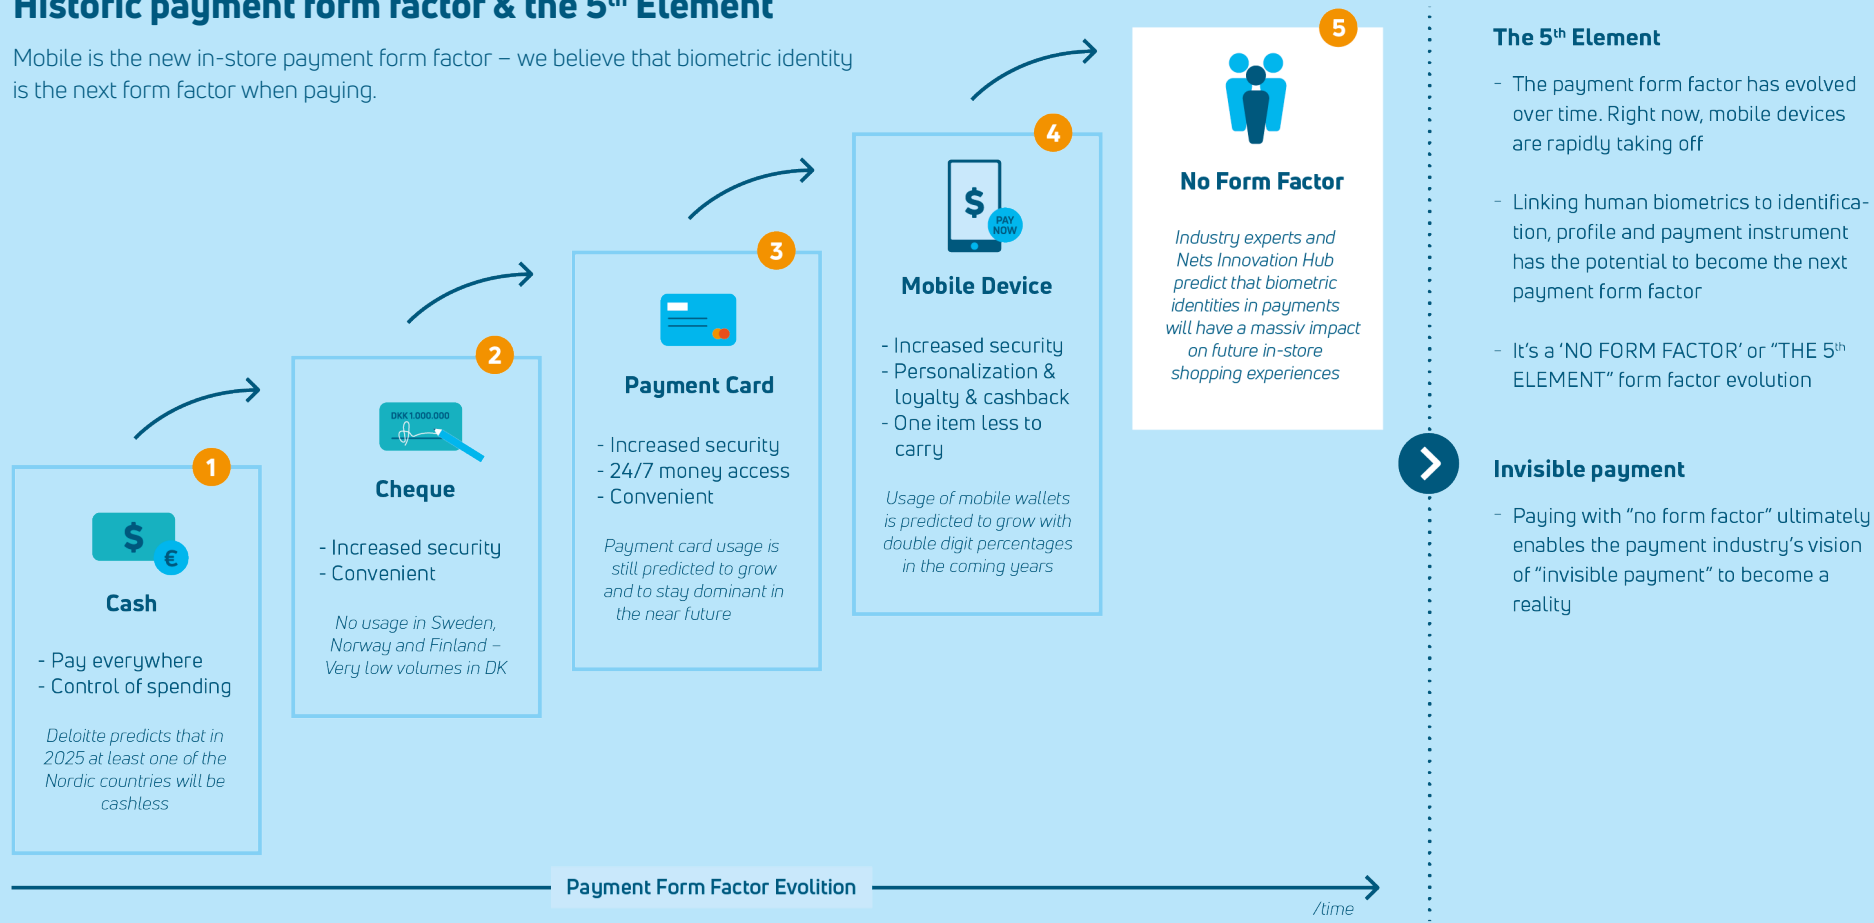 Historic payment form factor & the 5th Element
Mobile is the new in-store payment form factor – we believe that biometric identity
is the next form factor when paying.
1
$
€
Cash
- Pay everywhere
- Control of spending
Deloitte predicts that in
2025 at least one of the
Nordic countries will be
cashless
2
DKK 1.000.000
Cheque
- Increased security
- Convenient
No usage in Sweden,
Norway and Finland –
Very low volumes in DK
3
Payment Card
- Increased security
- 24/7 money access
- Convenient
Payment card usage is
still predicted to grow
and to stay dominant in
the near future
4
$
PAY
NOW
Mobile Device
- Increased security
- Personalization &
loyalty & cashback
- One item less to
carry
Usage of mobile wallets
is predicted to grow with
double digit percentages
in the coming years
5
No Form Factor
Industry experts and
Nets Innovation Hub
predict that biometric
identities in payments
will have a massiv impact
on future in-store
shopping experiences
Payment Form Factor Evolition
/time
The 5th Element
- The payment form factor has evolved
over time. Right now, mobile devices
are rapidly taking off
- Linking human biometrics to identifica-
tion, profile and payment instrument
has the potential to become the next
payment form factor
- It's a 'NO FORM FACTOR' or "THE 5th
ELEMENT" form factor evolution
Invisible payment
- Paying with "no form factor" ultimately
enables the payment industry's vision
of "invisible payment" to become a
reality